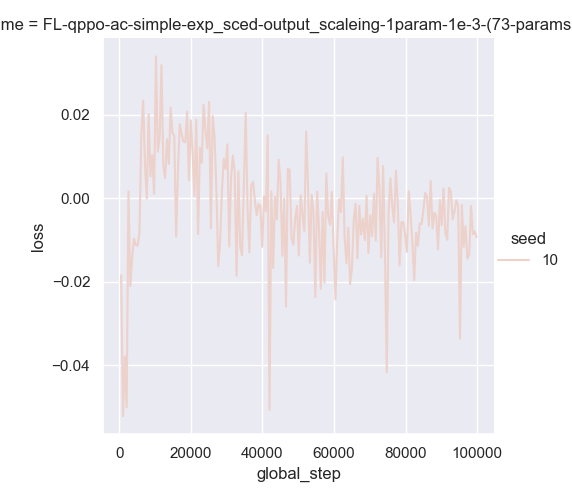 me = FL-qppo-ac-simple-exp_sced-output_scaleing-1param-1e-3-(73-params
0.02
0.00
−0.02
−0.04
loss
seed
10
0
20000
40000
60000
80000
100000
global_step